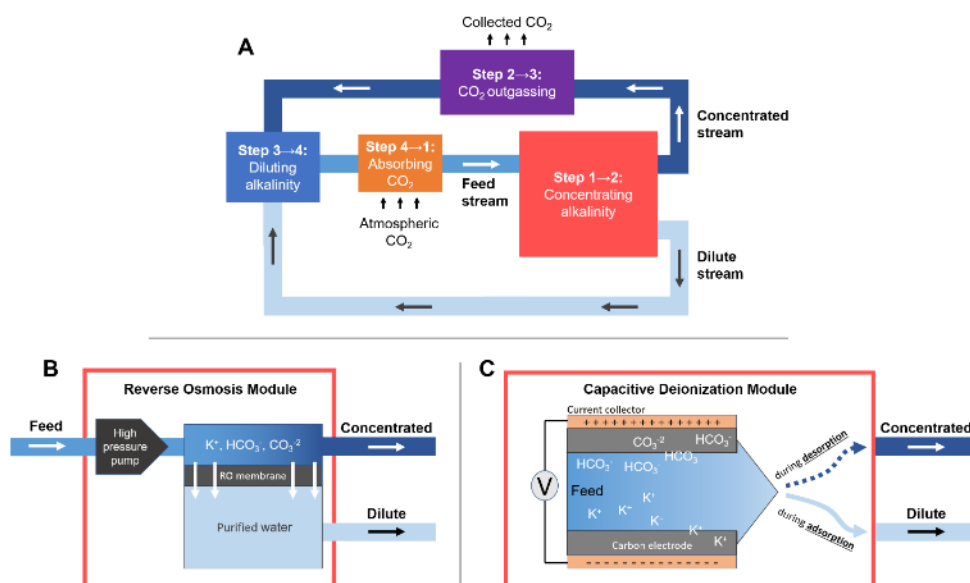 A
Collected CO₂
Step 2→3:
CO₂ outgassing
Concentrated
stream
Step 3→4:
Diluting
alkalinity
Step 4→1:
Absorbing
CO₂
Feed
stream
Step 1→2:
Concentrating
alkalinity
Atmospheric
CO₂
Dilute
stream
B
Reverse Osmosis Module
Feed
High
pressure
pump
K⁺, HCO₃⁻, CO₃⁻²
RO membrane
Purified water
Concentrated
Dilute
C
Capacitive Deionization Module
Current collector
+ + + + + + + + + + + + + + +
CO₃⁻²
HCO₃⁻
HCO₃⁻
HCO₃⁻
HCO₃⁻
V
Feed
K⁺
K⁺
K⁺
K⁺
K⁺
K⁺
Carbon electrode
during desorption
during adsorption
Concentrated
Dilute